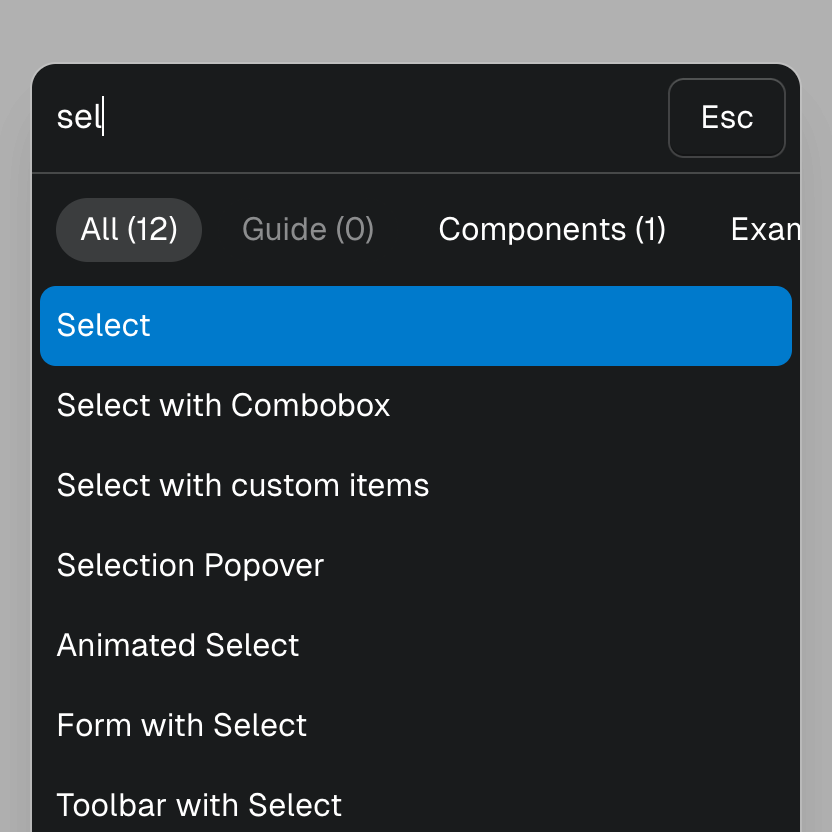 sel
Esc
All (12) Guide (0) Components (1) Exam
Select
Select with Combobox
Select with custom items
Selection Popover
Animated Select
Form with Select
Toolbar with Select